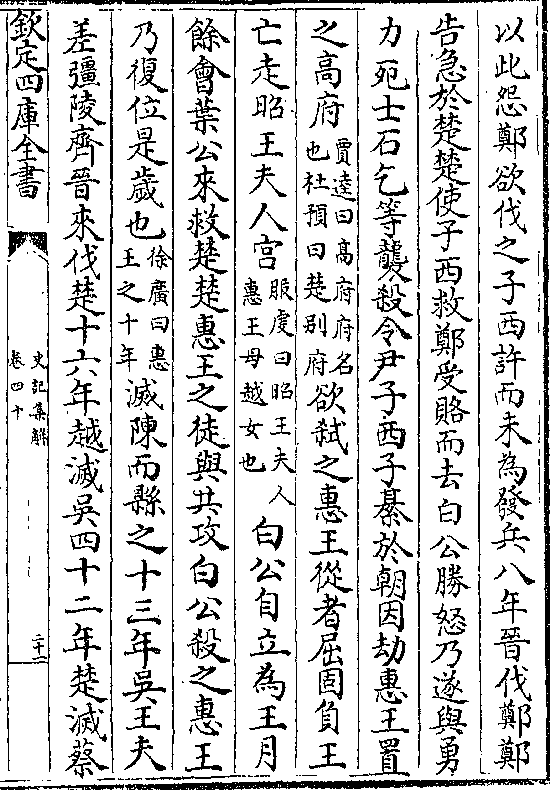 以此怨鄭欲伐之子西許而未為發兵八年晉伐鄭鄭
告急於楚楚使子西救鄭受賂而去白公勝怒乃遂與勇
力死士石乞等襲殺令尹子西子綦於朝因劫惠王置
之高府賈逵曰高府府名也杜預曰楚别府欲弑之惠王從者屈固負王
亡走昭王夫人宫服虔曰昭王夫人惠王母越女也白公自立為王月
餘會葉公來救楚楚惠王之徒與共攻白公殺之惠王
乃復位是歲也徐廣曰惠王之十年滅陳而縣之十三年吳王夫
差彊陵齊晉來伐楚十六年越滅吳四十二年楚滅蔡
欽定四庫全書
史記集解
卷四十
二十二